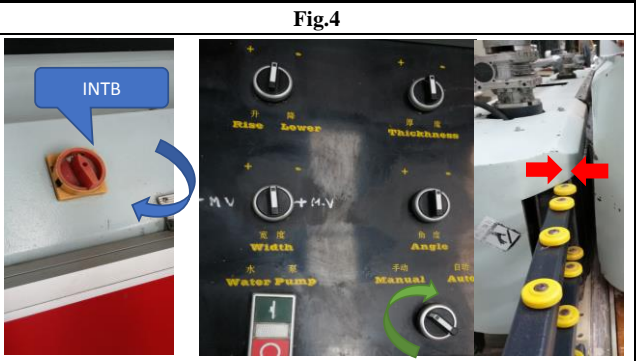 Fig.4
INTB
+ -
+ -
升 降
Rise Lower
厚 度
Thickhness
+ -
+ -
- M V + M.V
宽 度
Width
角 度
Angle
水 泵
Water Pump
手动 自动
Manual Auto